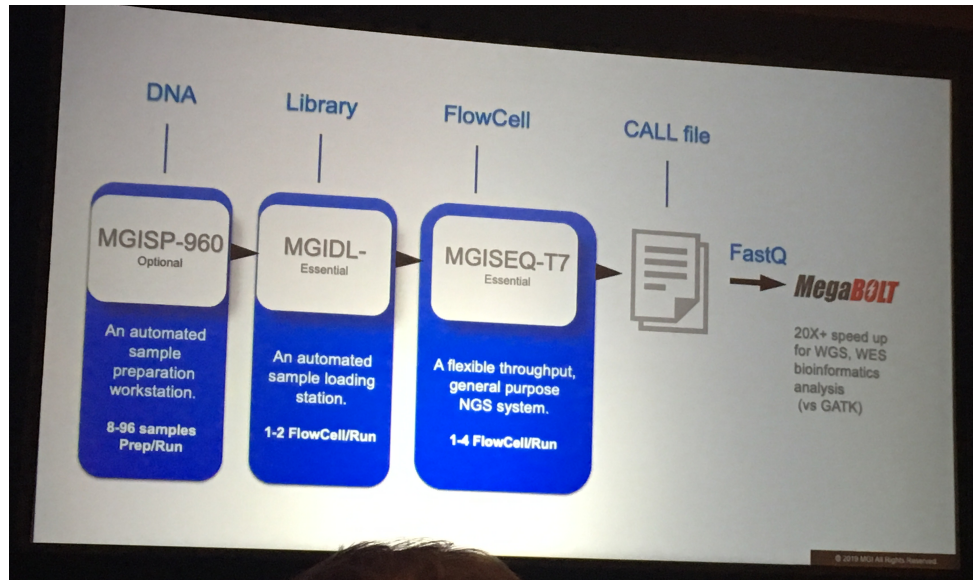 DNA
Library
FlowCell
CALL file
MGISP-960
Optional
An automated
sample
preparation
workstation.
8-96 samples
Prep/Run
MGIDL-
Essential
An automated
sample loading
station.
1-2 FlowCell/Run
MGISEQ-T7
Essential
A flexible throughput,
general purpose
NGS system.
1-4 FlowCell/Run
FastQ
MegaBOLT
20X+ speed up
for WGS, WES
bioinformatics
analysis
(vs GATK)
© 2019 MGI All Rights Reserved.